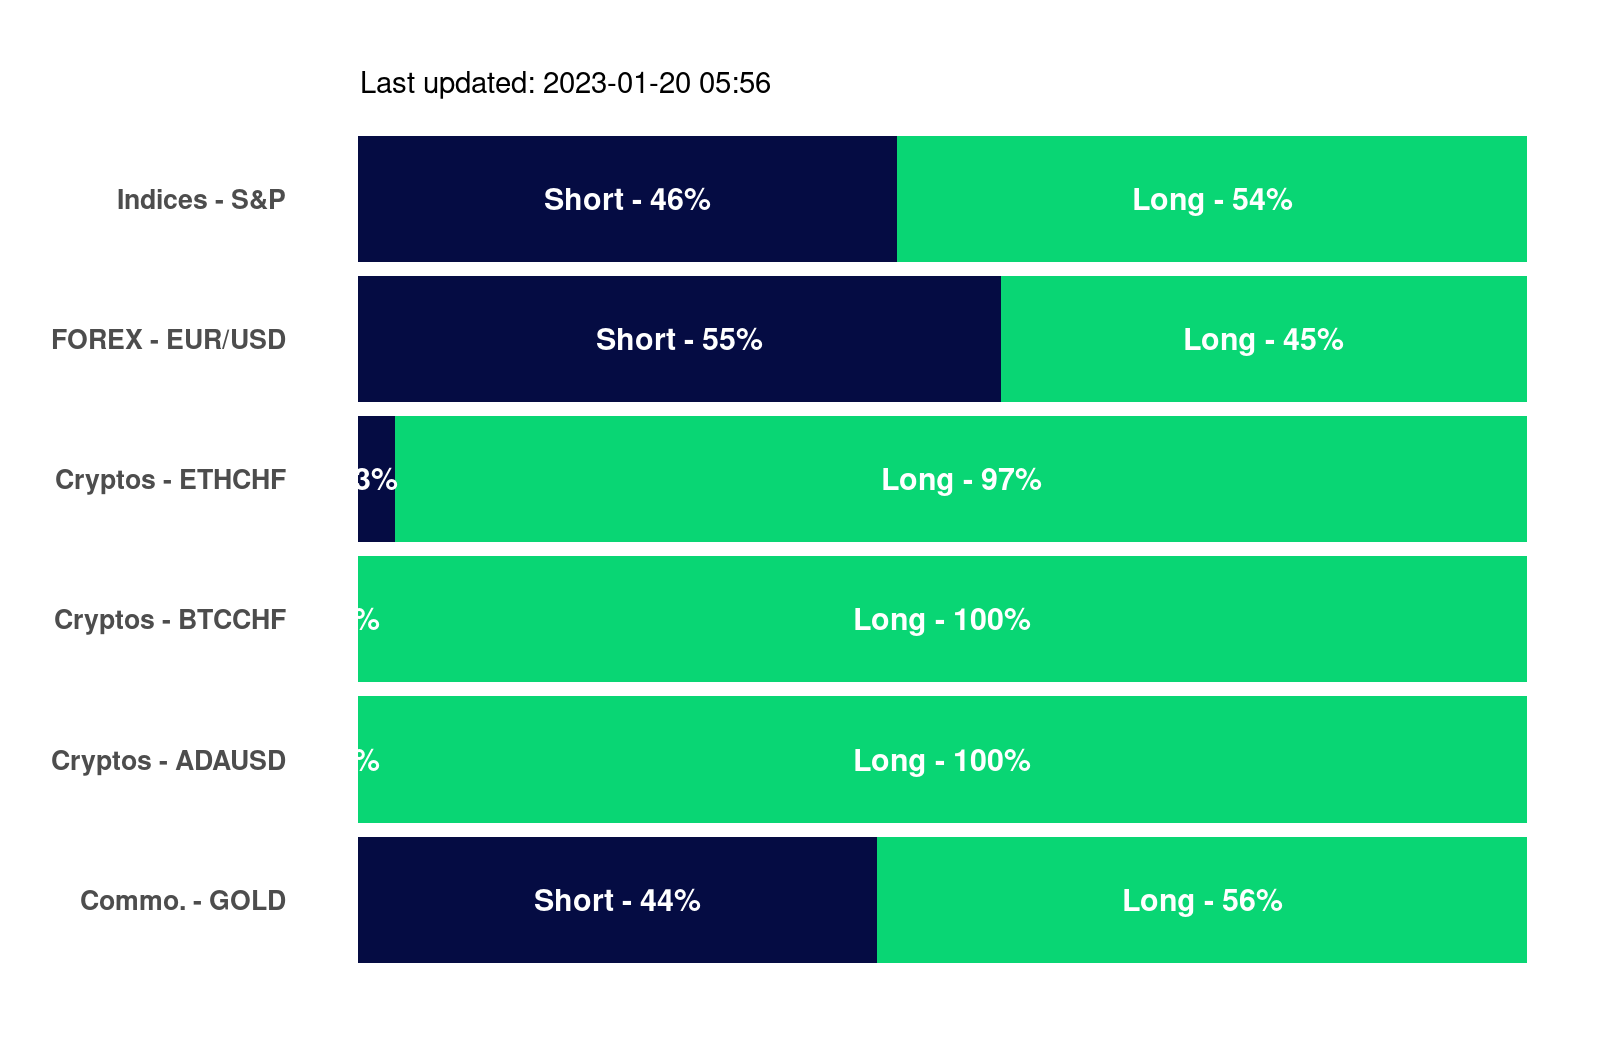 Last updated: 2023-01-20 05:56
Indices - S&P Short - 46% Long - 54%
FOREX - EUR/USD Short - 55% Long - 45%
Cryptos - ETHCHF 3% Long - 97%
Cryptos - BTCCHF % Long - 100%
Cryptos - ADAUSD % Long - 100%
Commo. - GOLD Short - 44% Long - 56%